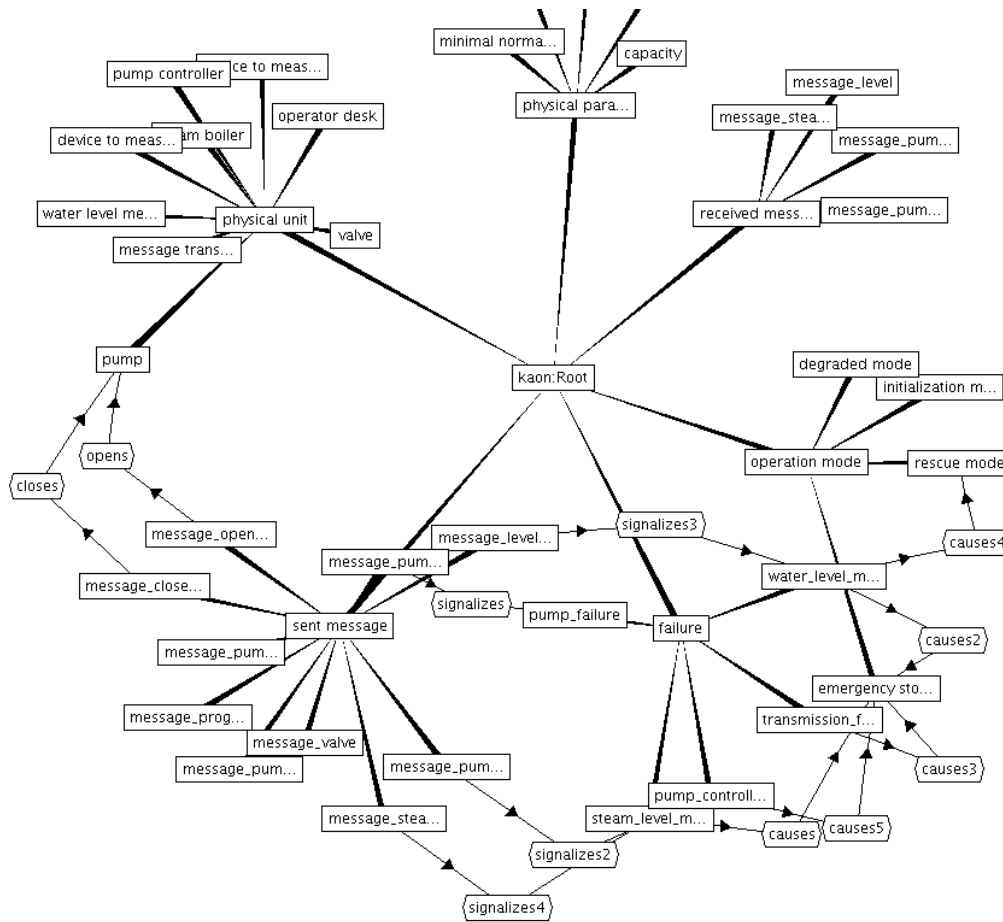 minimal norma...
capacity
pump controller
ice to meas...
message_level
physical para...
message_stea...
operator desk
device to meas...
am boiler
message_pum...
water level me...
physical unit
received mess...
message_pum...
valve
message trans...
pump
kaon:Root
degraded mode
initialization m...
opens
operation mode
rescue mode
closes
message_open...
message_level...
signalizes3
causes4
message_pum...
message_close...
water_level_m...
signalizes
pump_failure
sent message
failure
causes2
message_pum...
emergency sto...
message_prog...
transmission_f...
message_valve
message_pum...
message_pum...
causes3
pump_controll...
message_stea...
steam_level_m...
causes
causes5
signalizes2
signalizes4